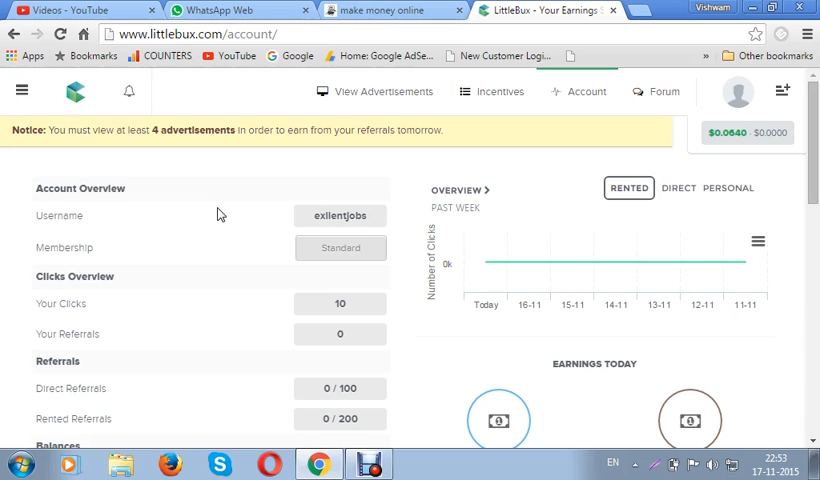 Videos - YouTube
WhatsApp Web
make money online
LittleBux - Your Earnings S
Vishwam
www.littlebux.com/account/
Apps
Bookmarks
COUNTERS
YouTube
Google
Home: Google AdSe...
New Customer Logi...
»
Other bookmarks
View Advertisements
Incentives
Account
Forum
Notice: You must view at least 4 advertisements in order to earn from your referrals tomorrow.
$0.0640 - $0.0000
Account Overview
Username
exllentjobs
Membership
Standard
Clicks Overview
Your Clicks
10
Your Referrals
0
Referrals
Direct Referrals
0 / 100
Rented Referrals
0 / 200
Balances
OVERVIEW
PAST WEEK
RENTED
DIRECT
PERSONAL
Number of Clicks
0k
Today
16-11
15-11
14-11
13-11
12-11
11-11
EARNINGS TODAY
EN
22:53
17-11-2015